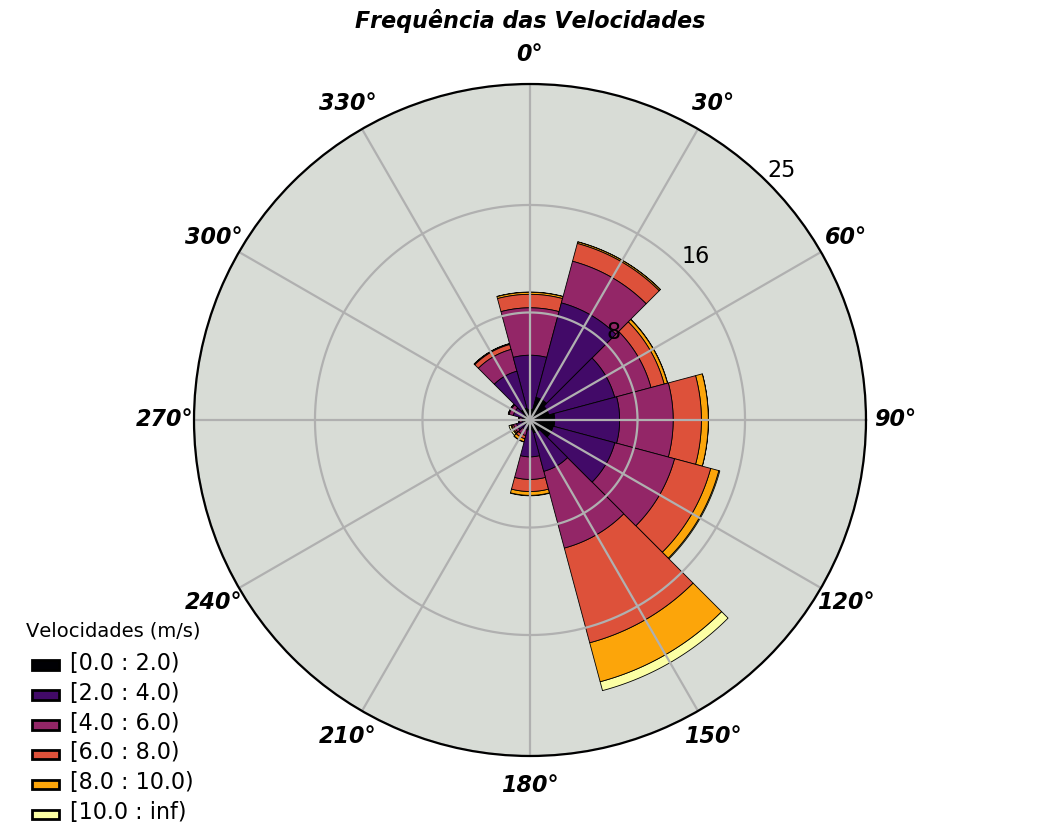 Frequência das Velocidades
0°
330°
30°
25
300°
60°
16
8
270°
90°
240°
120°
210°
150°
180°
Velocidades (m/s)
[0.0 : 2.0)
[2.0 : 4.0)
[4.0 : 6.0)
[6.0 : 8.0)
[8.0 : 10.0)
[10.0 : inf)